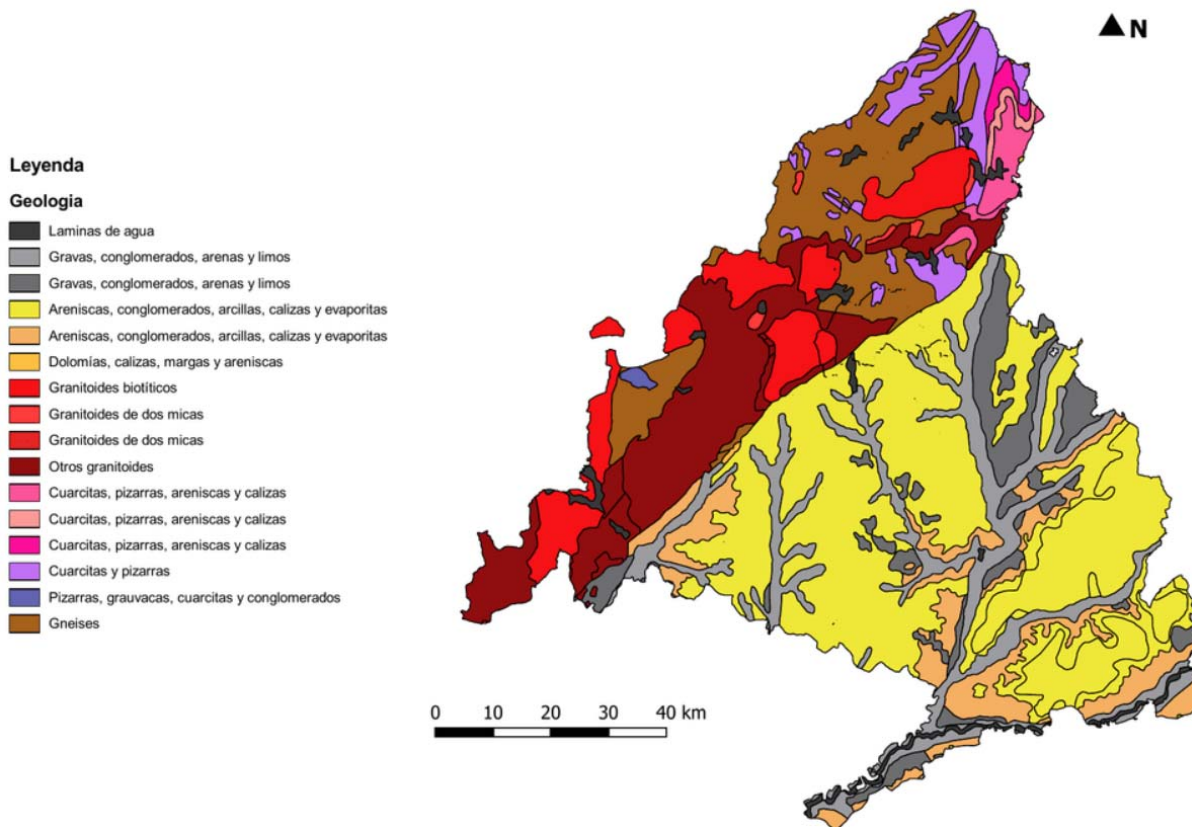 N
Leyenda
Geologia
Laminas de agua
Gravas, conglomerados, arenas y limos
Gravas, conglomerados, arenas y limos
Areniscas, conglomerados, arcillas, calizas y evaporitas
Areniscas, conglomerados, arcillas, calizas y evaporitas
Dolomías, calizas, margas y areniscas
Granitoides biotíticos
Granitoides de dos micas
Granitoides de dos micas
Otros granitoides
Cuarcitas, pizarras, areniscas y calizas
Cuarcitas, pizarras, areniscas y calizas
Cuarcitas, pizarras, areniscas y calizas
Cuarcitas y pizarras
Pizarras, grauvacas, cuarcitas y conglomerados
Gneises
0 10 20 30 40 km